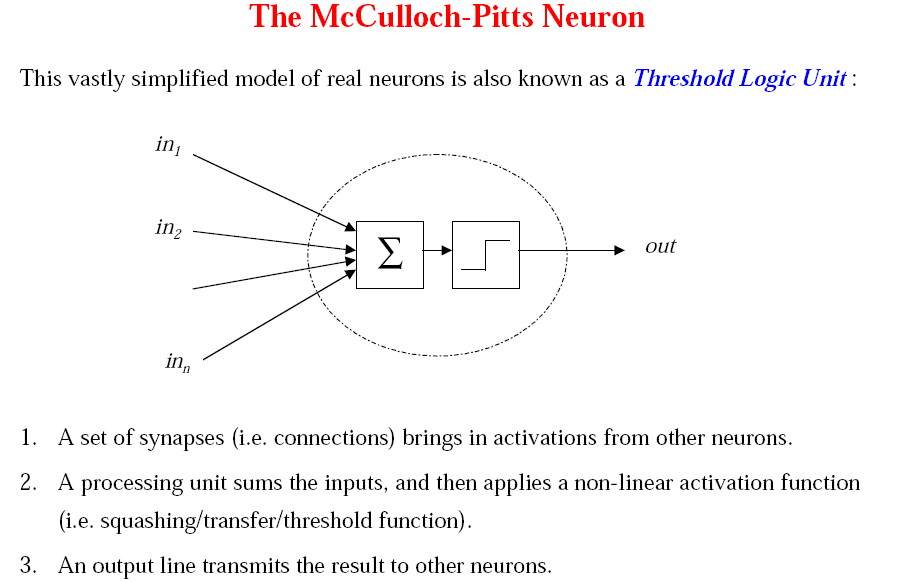 The McCulloch-Pitts Neuron
This vastly simplified model of real neurons is also known as a Threshold Logic Unit :
in₁
in₂
Σ
out
inₙ
1. A set of synapses (i.e. connections) brings in activations from other neurons.
2. A processing unit sums the inputs, and then applies a non-linear activation function
(i.e. squashing/transfer/threshold function).
3. An output line transmits the result to other neurons.